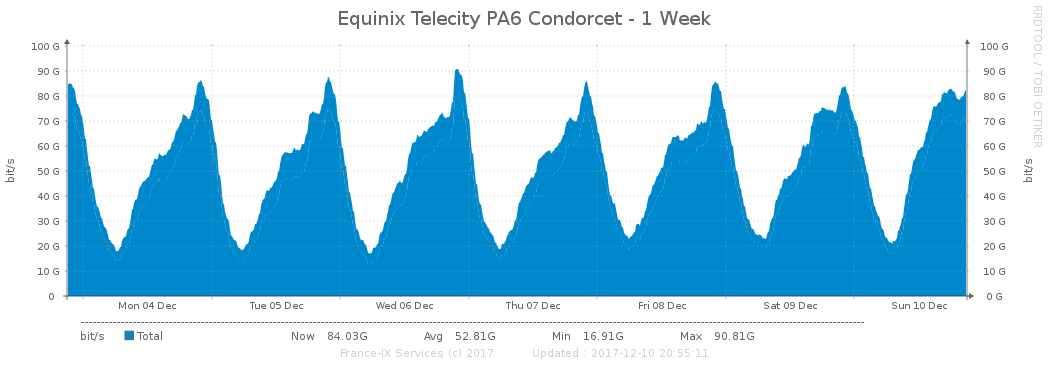 Equinix Telecity PA6 Condorcet - 1 Week
RRDTOOL / TOBI OETIKER
100 G 100 G
90 G 90 G
80 G 80 G
70 G 70 G
60 G 60 G
50 G 50 G
40 G 40 G
30 G 30 G
20 G 20 G
10 G 10 G
0 0 G
bit/s bit/s
Mon 04 Dec Tue 05 Dec Wed 06 Dec Thu 07 Dec Fri 08 Dec Sat 09 Dec Sun 10 Dec
bit/s Total Now 84.03G Avg 52.81G Min 16.91G Max 90.81G
France-IX Services (c) 2017 Updated : 2017-12-10 20:55:11